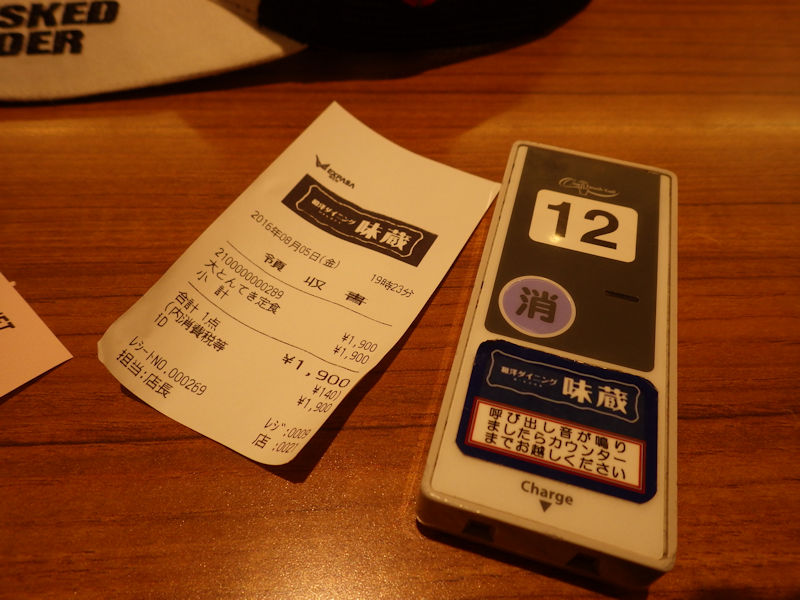 SKED
DER
EXPASA
和洋ダイニング 味蔵
2016年08月05日(金) 19時23分
領 収 書
2100000000289
大とんてき定食 ¥1,900
小 計 ¥1,900
合計 1点 ¥1,900
(内)消費税等 ¥140)
ID ¥1,900
レシートNO.000269 レジ:0009
担当:店長 店:0027
12
消
和洋ダイニング 味蔵
呼び出し音が鳴り
ましたらカウンター
までお越しください
Charge